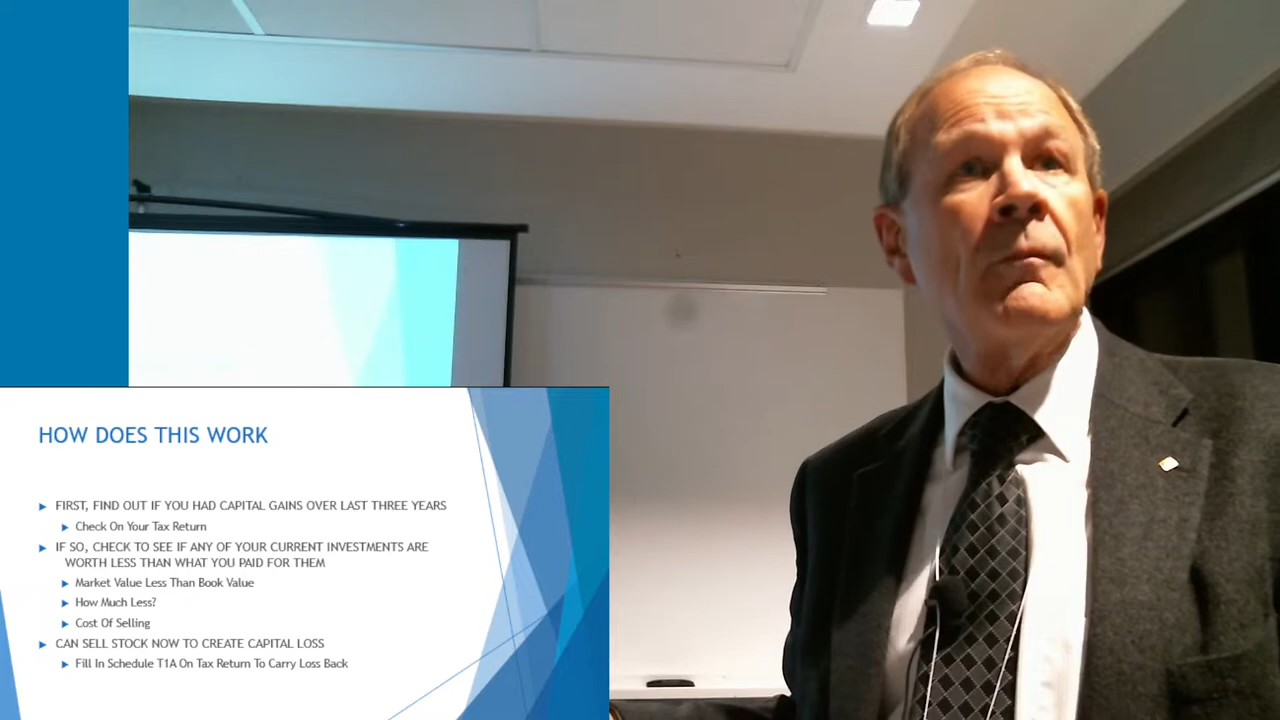 HOW DOES THIS WORK
FIRST, FIND OUT IF YOU HAD CAPITAL GAINS OVER LAST THREE YEARS
Check On Your Tax Return
IF SO, CHECK TO SEE IF ANY OF YOUR CURRENT INVESTMENTS ARE
WORTH LESS THAN WHAT YOU PAID FOR THEM
Market Value Less Than Book Value
How Much Less?
Cost Of Selling
CAN SELL STOCK NOW TO CREATE CAPITAL LOSS
Fill In Schedule T1A On Tax Return To Carry Loss Back